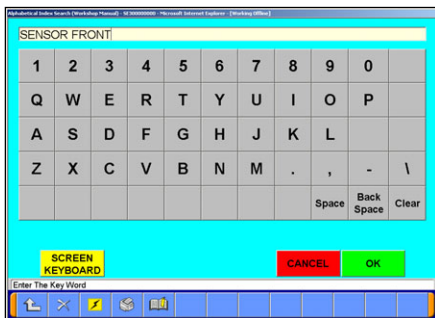 Alphabetical Index Search (Workshop Manual) - SE300000000 - Microsoft Internet Explorer - [Working Offline]
SENSOR FRONT
1 2 3 4 5 6 7 8 9 0
Q W E R T Y U I O P
A S D F G H J K L
Z X C V B N M . , - \
Space Back Space Clear
SCREEN KEYBOARD CANCEL OK
Enter The Key Word